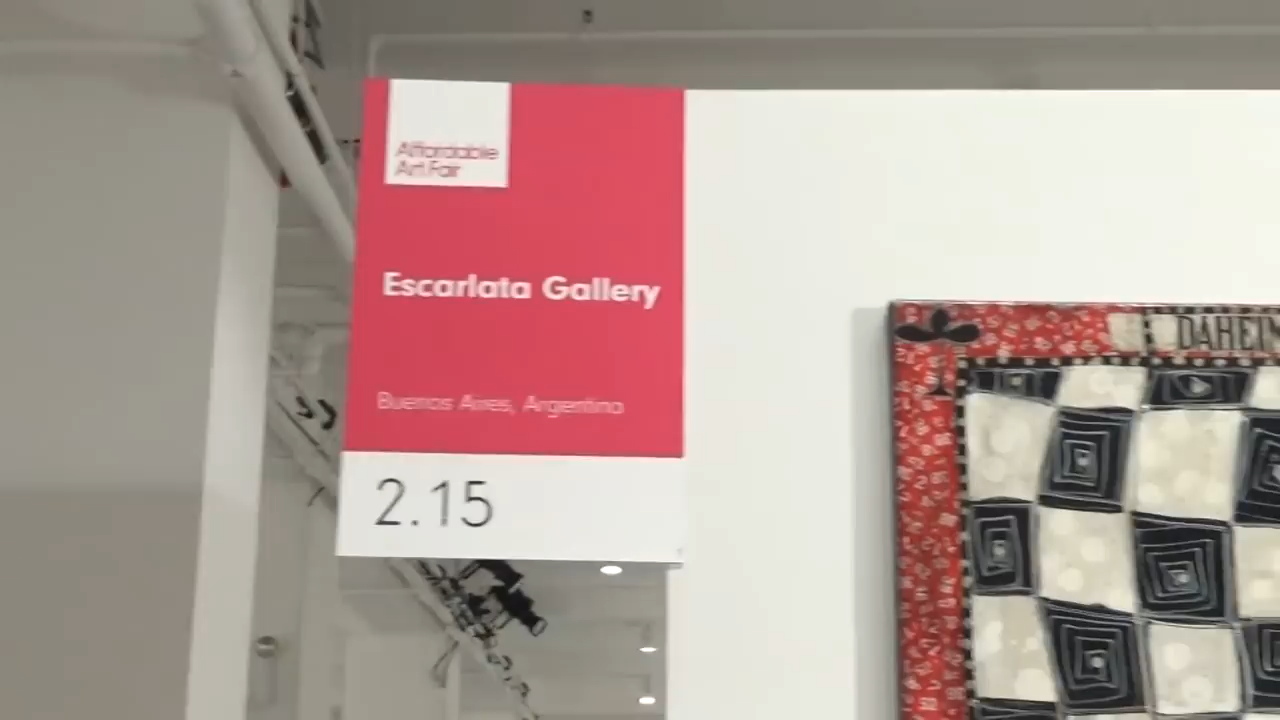 Affordable
Art Fair
Escarlata Gallery
Buenos Aires, Argentina
2.15